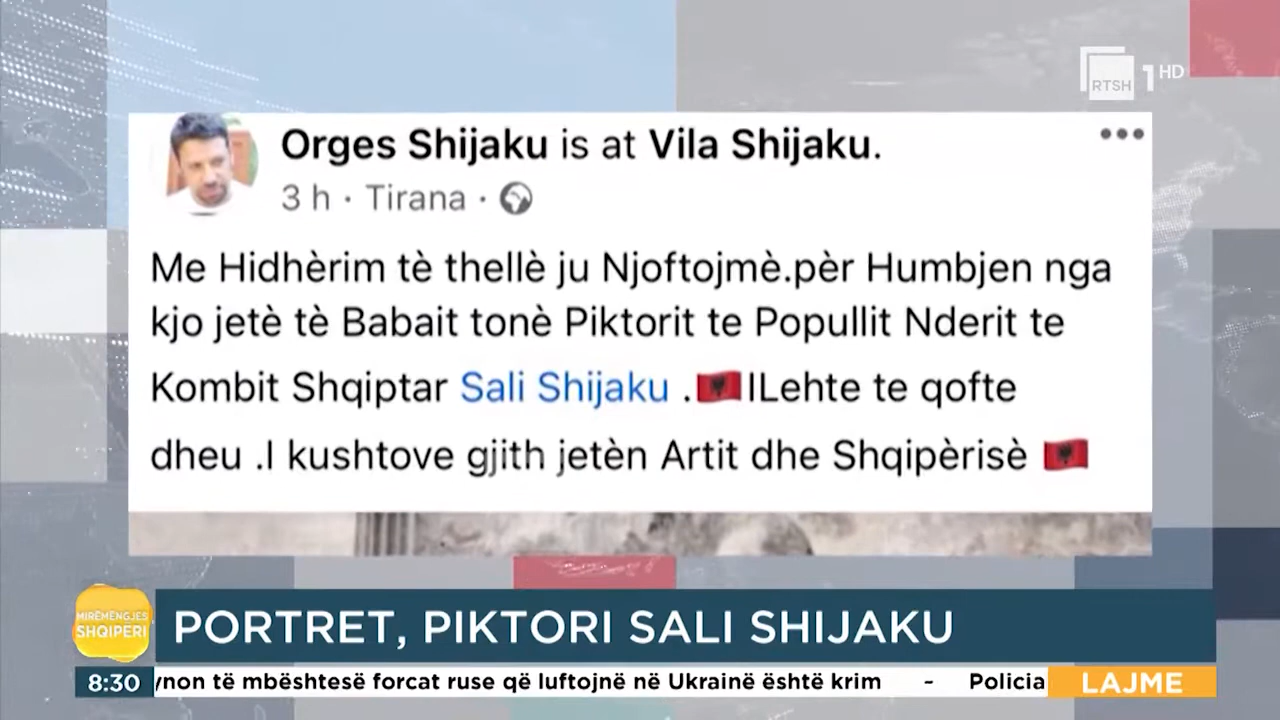 RTSH 1 HD
Orges Shijaku is at Vila Shijaku.
3 h · Tirana ·
Me Hidhèrim tè thellè ju Njoftojmè.pèr Humbjen nga
kjo jetè tè Babait tonè Piktorit te Popullit Nderit te
Kombit Shqiptar Sali Shijaku .🇦🇱ILehte te qofte
dheu .I kushtove gjith jetèn Artit dhe Shqipèrisè 🇦🇱
MIRËMËNGJES
SHQIPËRI
PORTRET, PIKTORI SALI SHIJAKU
8:30 ynon të mbështesë forcat ruse që luftojnë në Ukrainë është krim - Policia LAJME